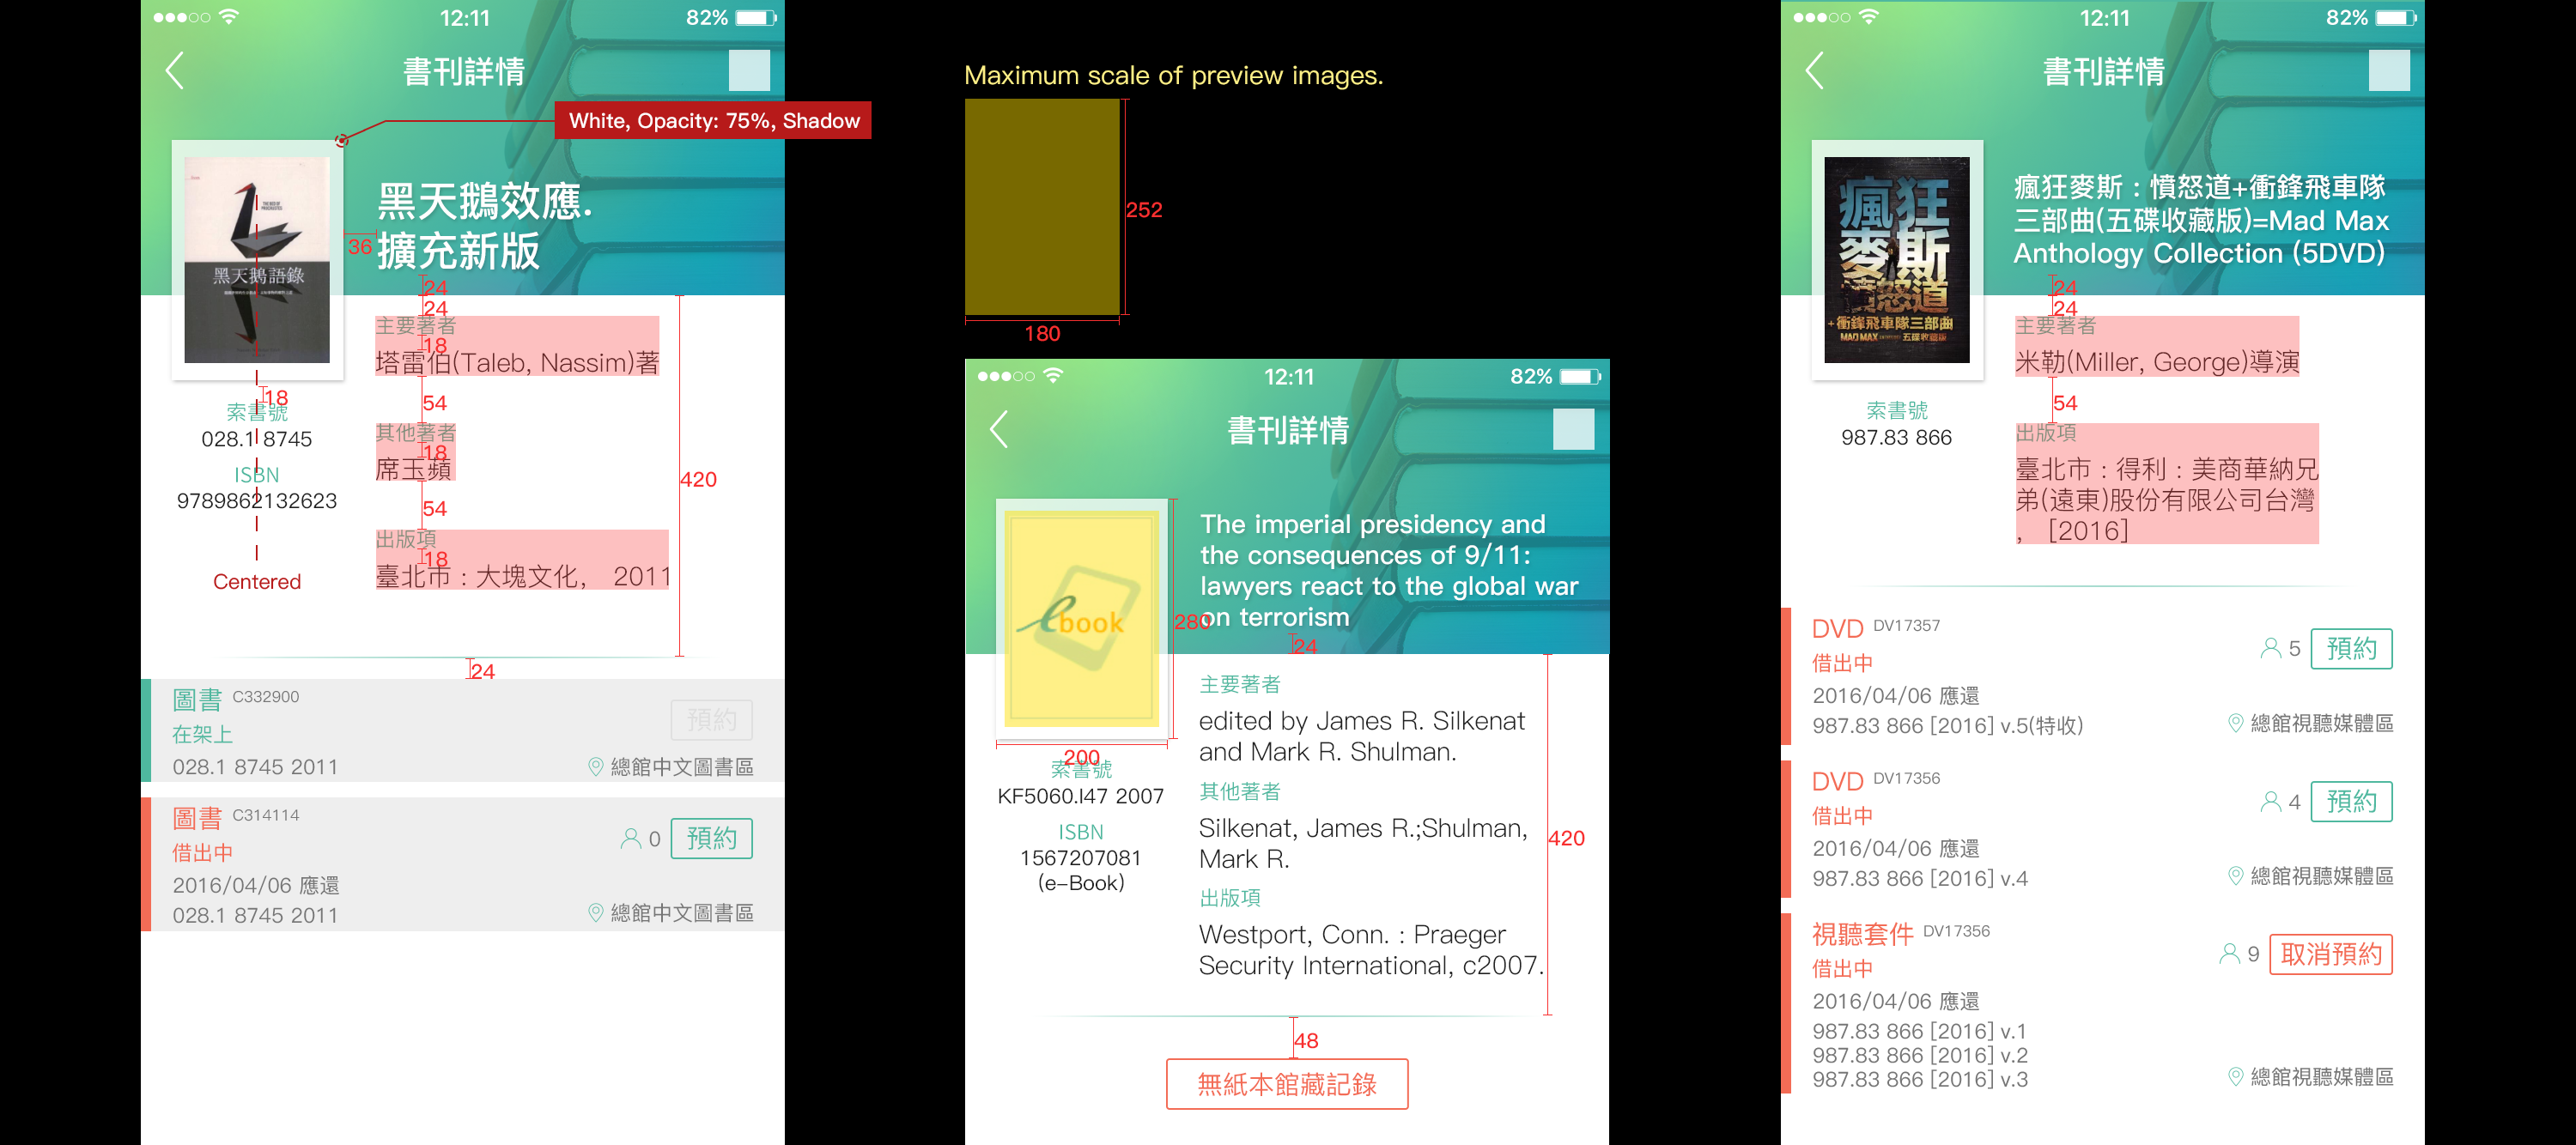 12:11
82%
書刊詳情
White, Opacity: 75%, Shadow
黑天鵝語錄
36
黑天鵝效應.
擴充新版
24
24
主要著者
18
塔雷伯(Taleb, Nassim)著
54
其他著者
18
席玉蘋
54
出版項
18
臺北市：大塊文化, 2011
420
18
索書號
028.1 8745
ISBN
9789862132623
Centered
24
圖書 C332900
在架上
預約
028.1 8745 2011
總館中文圖書區
圖書 C314114
借出中
0 預約
2016/04/06 應還
028.1 8745 2011
總館中文圖書區
Maximum scale of preview images.
252
180
12:11
82%
書刊詳情
ebook
280
200
The imperial presidency and
the consequences of 9/11:
lawyers react to the global war
on terrorism
24
索書號
KF5060.I47 2007
ISBN
1567207081
(e-Book)
主要著者
edited by James R. Silkenat
and Mark R. Shulman.
其他著者
Silkenat, James R.;Shulman,
Mark R.
出版項
Westport, Conn. : Praeger
Security International, c2007.
420
48
無紙本館藏記錄
12:11
82%
書刊詳情
瘋狂
麥斯
憤怒道
+衝鋒飛車隊三部曲
MAD MAX 五碟收藏版
瘋狂麥斯：憤怒道+衝鋒飛車隊
三部曲(五碟收藏版)=Mad Max
Anthology Collection (5DVD)
24
24
主要著者
米勒(Miller, George)導演
54
出版項
臺北市：得利：美商華納兄
弟(遠東)股份有限公司台灣
, [2016]
索書號
987.83 866
DVD DV17357
借出中
5 預約
2016/04/06 應還
987.83 866 [2016] v.5(特收)
總館視聽媒體區
DVD DV17356
借出中
4 預約
2016/04/06 應還
987.83 866 [2016] v.4
總館視聽媒體區
視聽套件 DV17356
借出中
9 取消預約
2016/04/06 應還
987.83 866 [2016] v.1
987.83 866 [2016] v.2
987.83 866 [2016] v.3
總館視聽媒體區